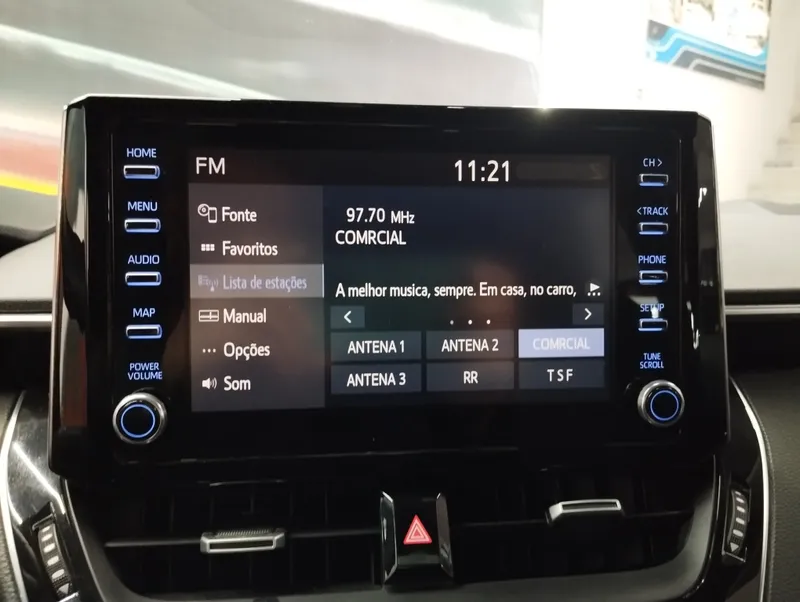 HOME
MENU
AUDIO
MAP
POWER
VOLUME
FM
11:21
Fonte
Favoritos
Lista de estações
Manual
Opções
Som
97.70 MHz
COMRCIAL
A melhor musica, sempre. Em casa, no carro,
ANTENA 1
ANTENA 2
COMRCIAL
ANTENA 3
RR
T S F
CH >
< TRACK
PHONE
SETUP
TUNE
SCROLL